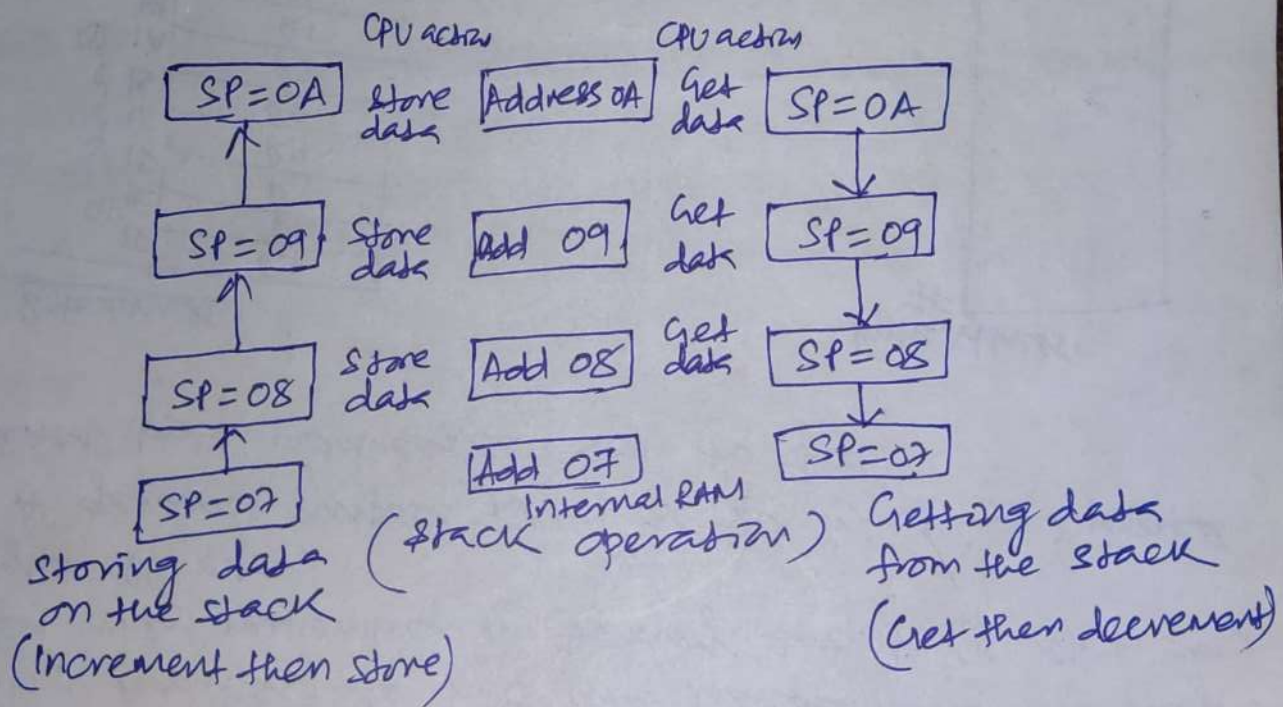 CPU action CPU action
SP=0A Store data Address 0A Get data SP=0A
SP=09 Store data Add 09 Get data SP=09
SP=08 Store data Add 08 Get data SP=08
SP=07 Add 07 SP=07
Internal RAM
(Stack operation)
Storing data
on the stack
(Increment then store)
Getting data
from the stack
(Get then decrement)